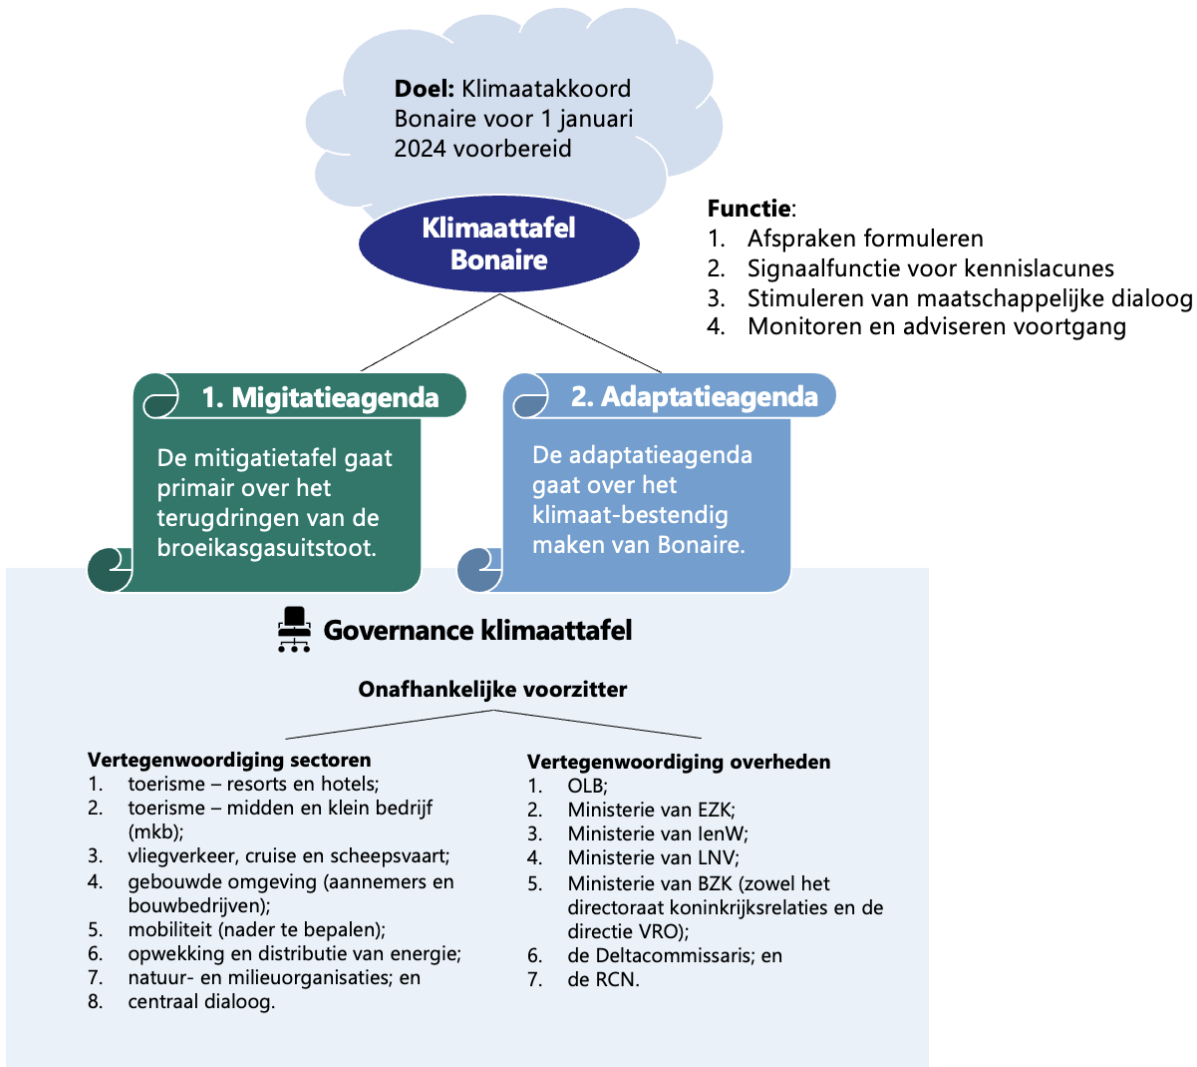 Doel: Klimaatakkoord
Bonaire voor 1 januari
2024 voorbereid
Klimaattafel
Bonaire
Functie:
1. Afspraken formuleren
2. Signaalfunctie voor kennislacunes
3. Stimuleren van maatschappelijke dialoog
4. Monitoren en adviseren voortgang
1. Migitatieagenda
De mitigatietafel gaat
primair over het
terugdringen van de
broeikasgasuitstoot.
2. Adaptatieagenda
De adaptatieagenda
gaat over het
klimaat-bestendig
maken van Bonaire.
Governance klimaattafel
Onafhankelijke voorzitter
Vertegenwoordiging sectoren
1. toerisme – resorts en hotels;
2. toerisme – midden en klein bedrijf
(mkb);
3. vliegverkeer, cruise en scheepsvaart;
4. gebouwde omgeving (aannemers en
bouwbedrijven);
5. mobiliteit (nader te bepalen);
6. opwekking en distributie van energie;
7. natuur- en milieuorganisaties; en
8. centraal dialoog.
Vertegenwoordiging overheden
1. OLB;
2. Ministerie van EZK;
3. Ministerie van IenW;
4. Ministerie van LNV;
5. Ministerie van BZK (zowel het
directoraat koninkrijksrelaties en de
directie VRO);
6. de Deltacommissaris; en
7. de RCN.